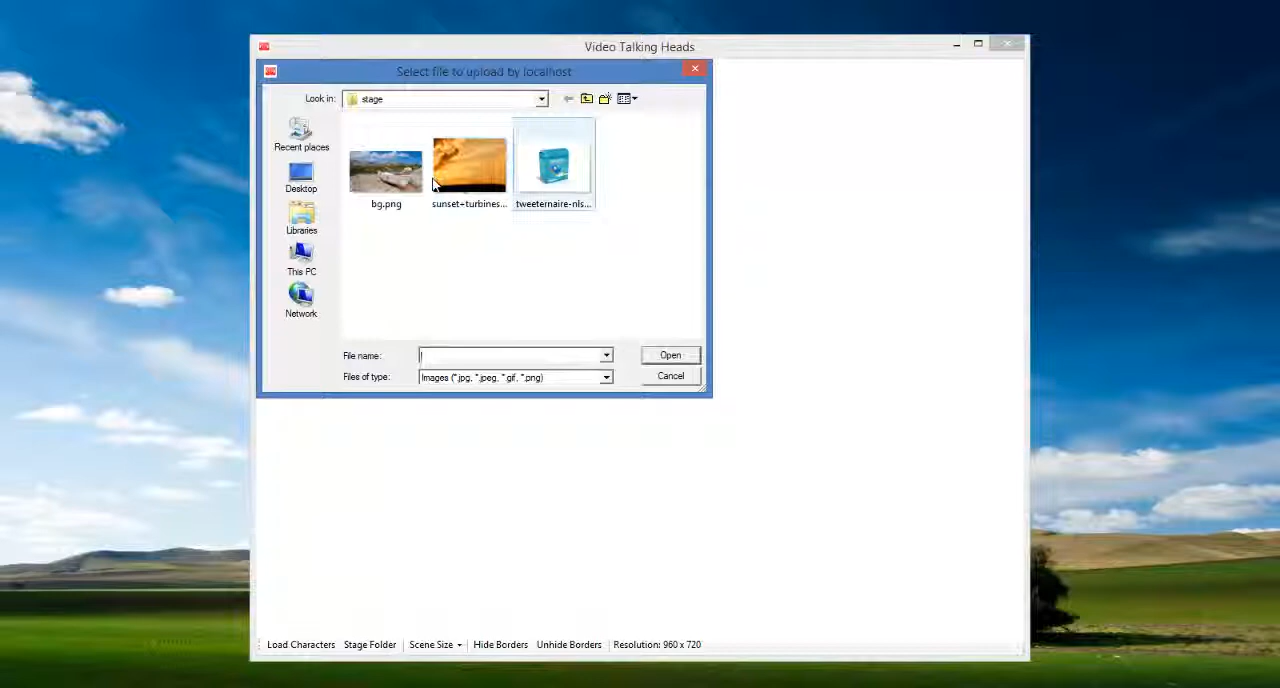 Video Talking Heads
Select file to upload by localhost
Look in:
stage
Recent places
Desktop
Libraries
This PC
Network
bg.png
sunset+turbines...
tweeternaire-nls...
File name:
Open
Files of type:
Images (*.jpg, *.jpeg, *.gif, *.png)
Cancel
Load Characters Stage Folder Scene Size Hide Borders Unhide Borders Resolution: 960 x 720